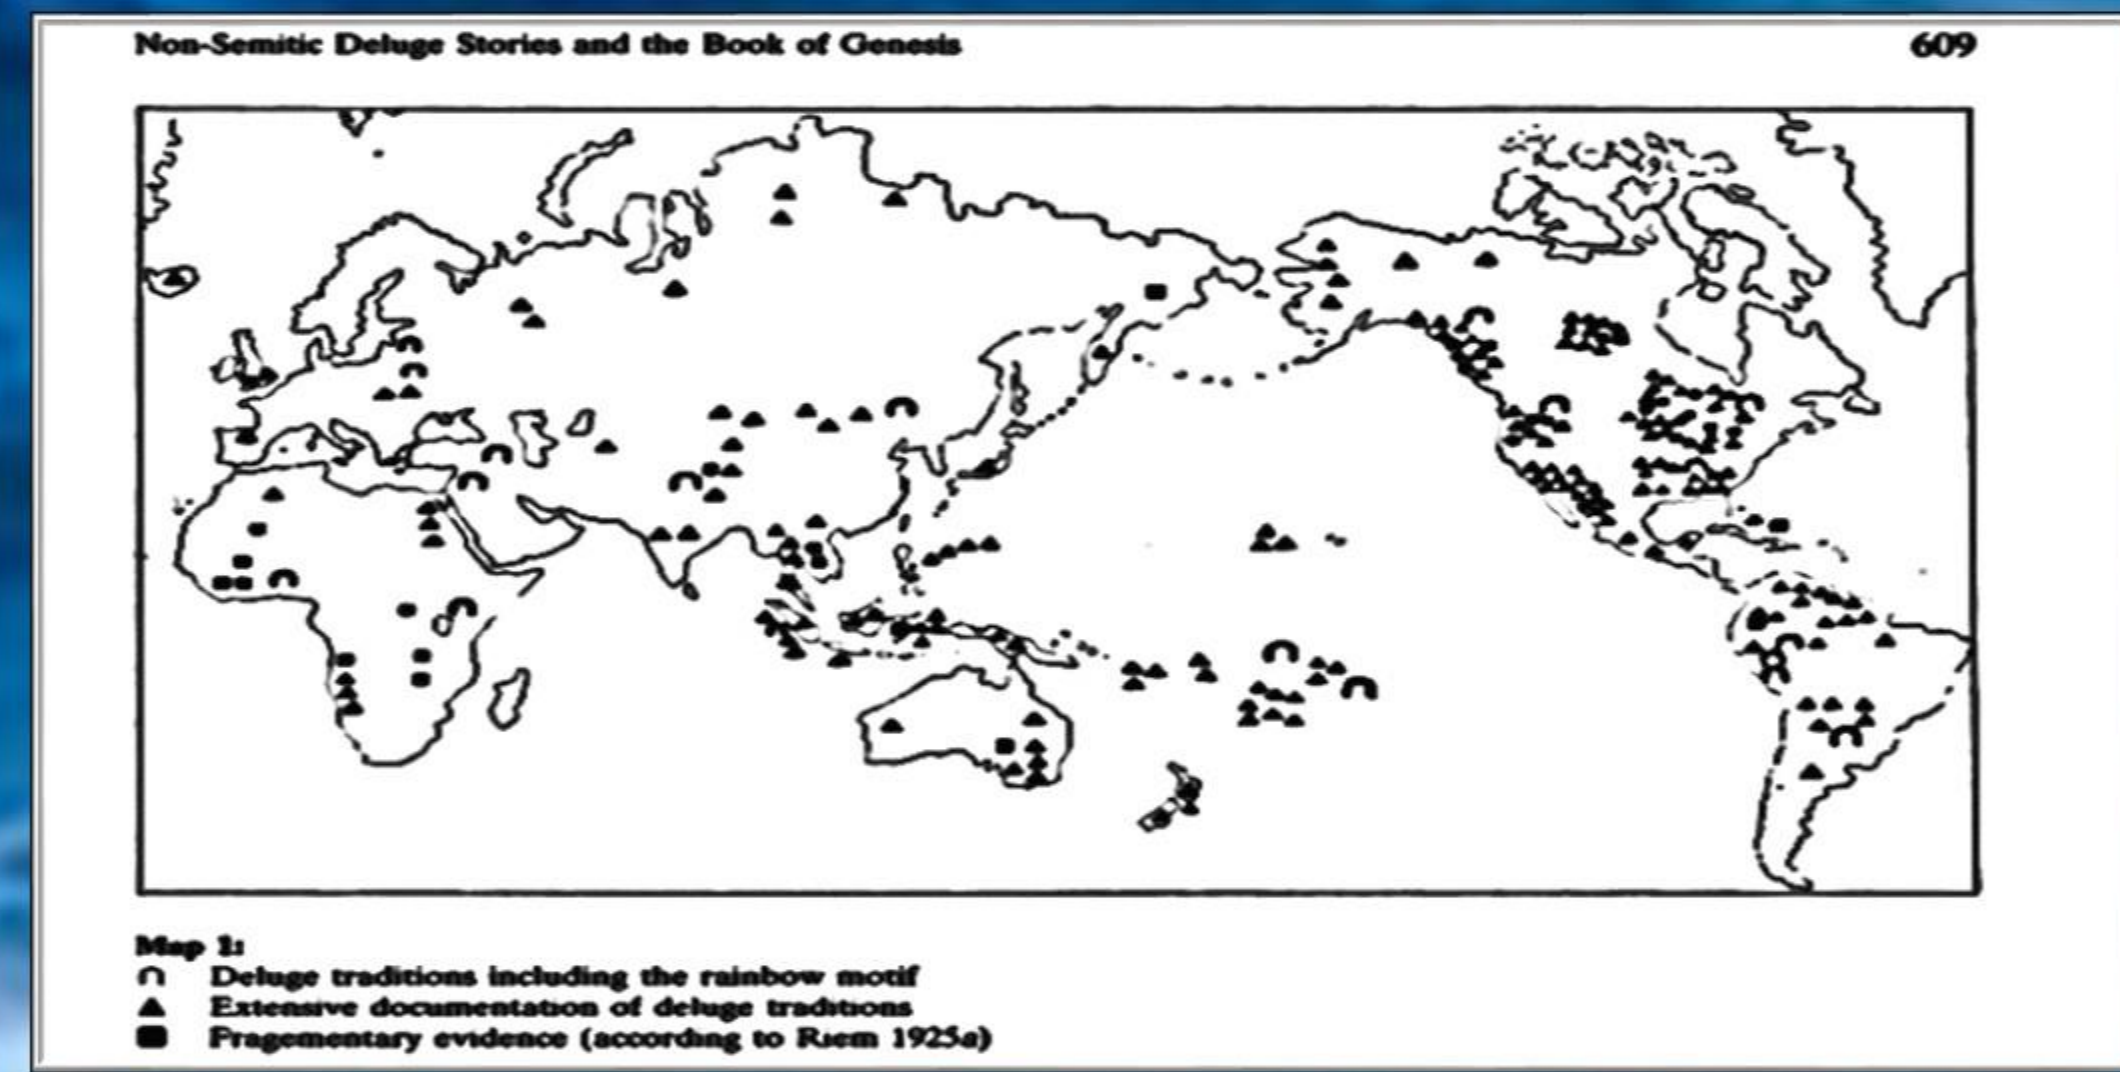 Non-Semitic Deluge Stories and the Book of Genesis 609
Map 1:
Deluge traditions including the rainbow motif
Extensive documentation of deluge traditions
Fragementary evidence (according to Riem 1925a)